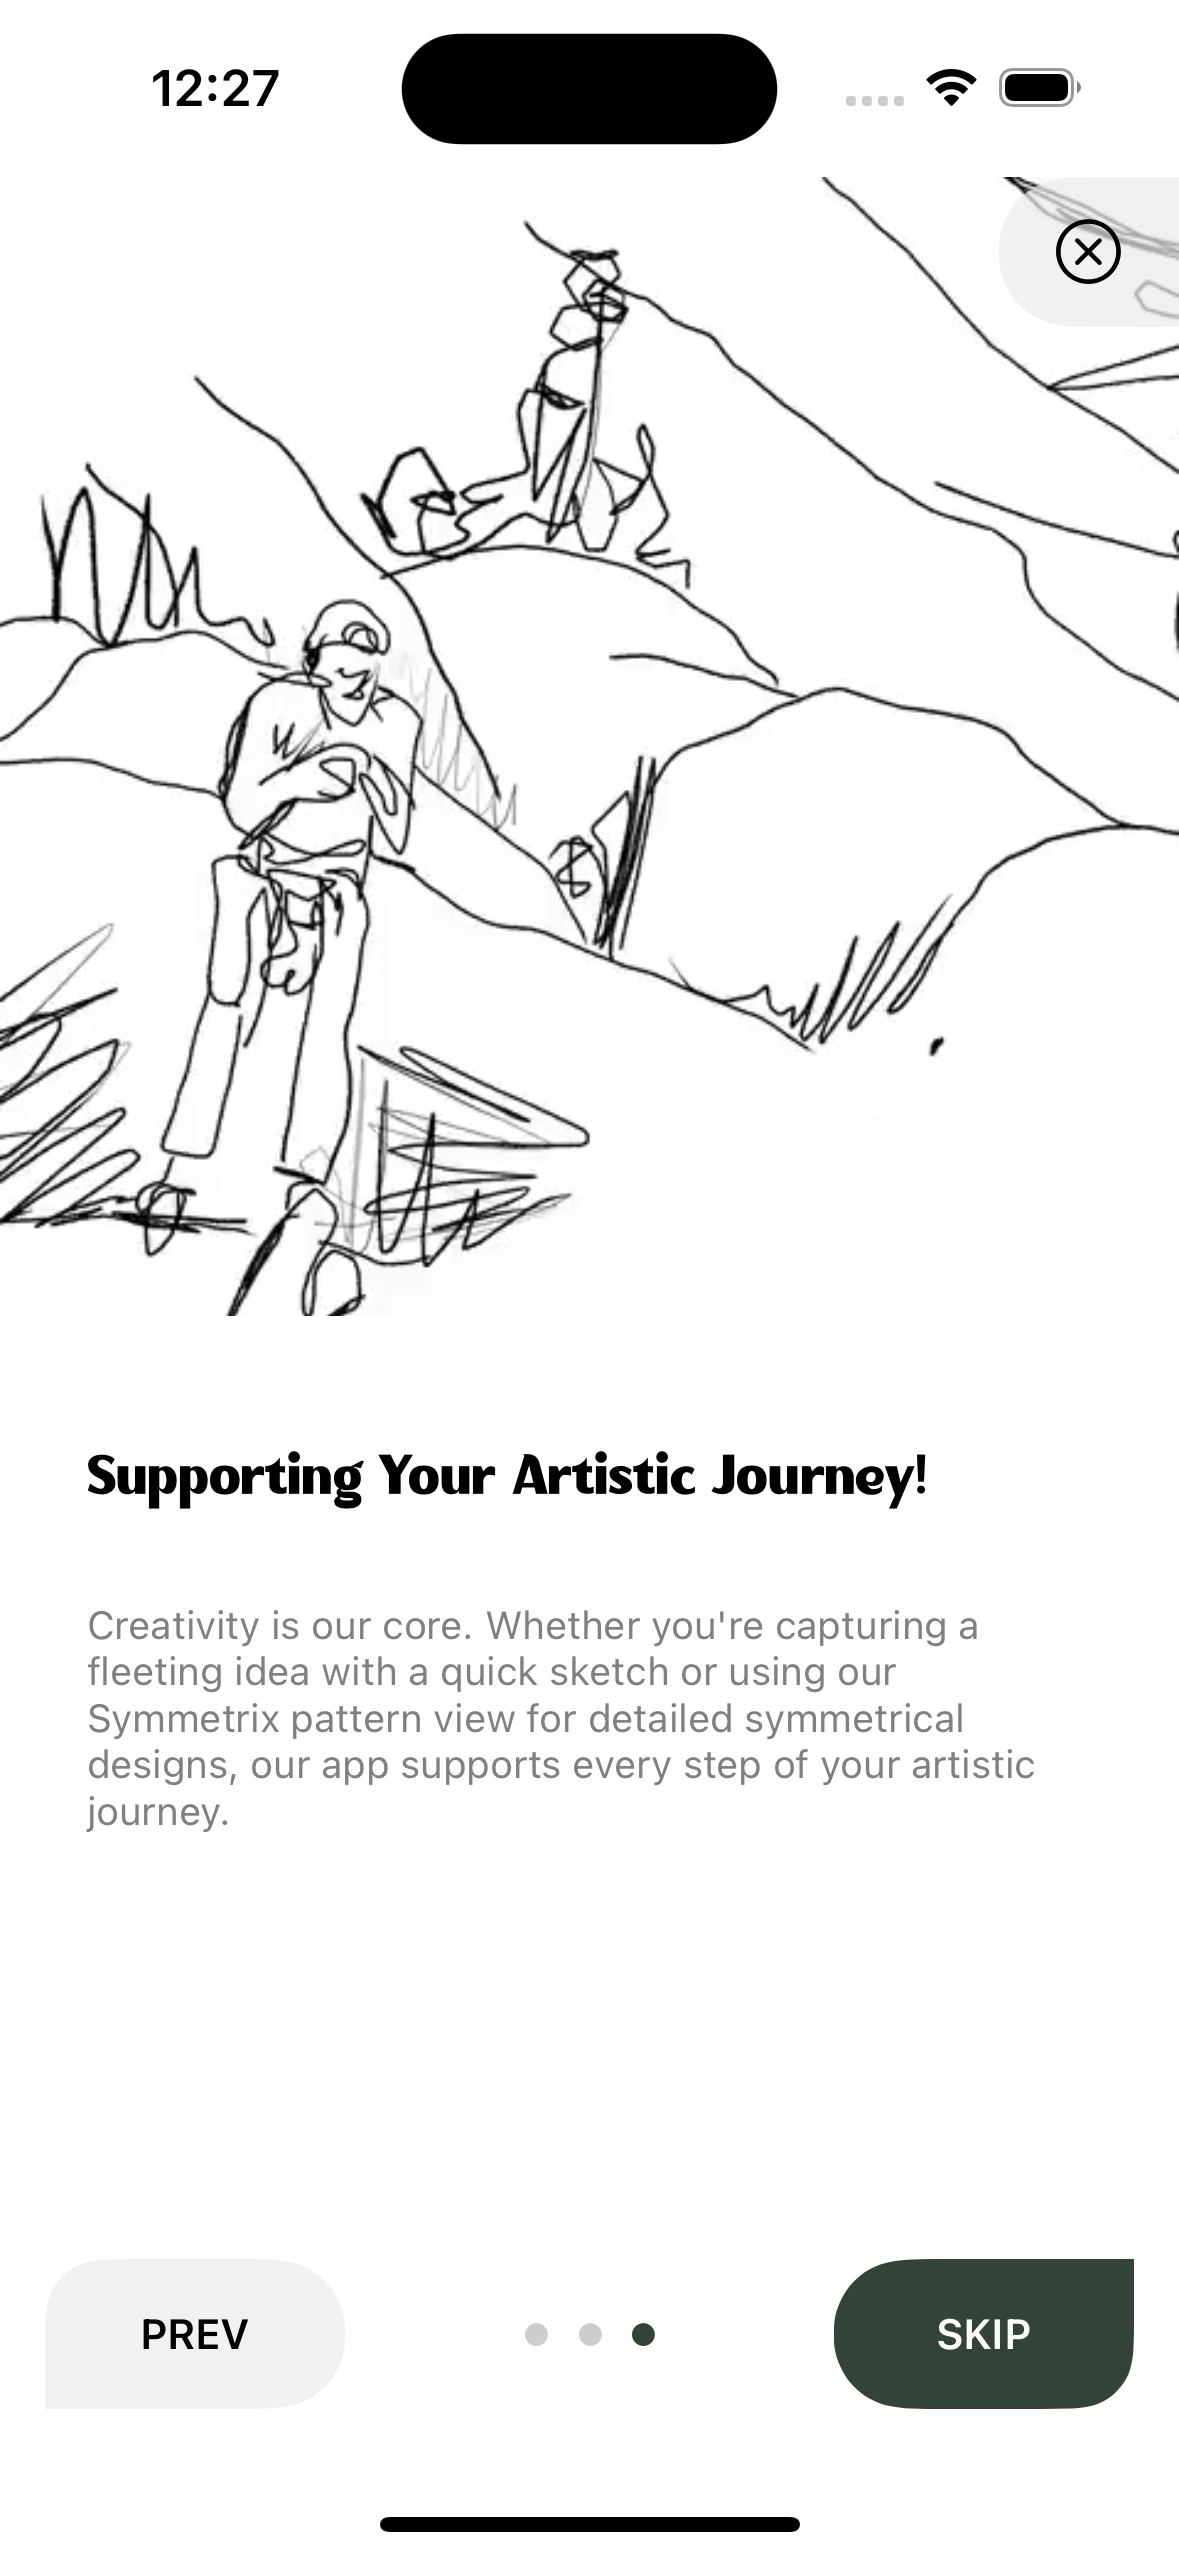 12:27
Supporting Your Artistic Journey!
Creativity is our core. Whether you're capturing a
fleeting idea with a quick sketch or using our
Symmetrix pattern view for detailed symmetrical
designs, our app supports every step of your artistic
journey.
PREV
SKIP